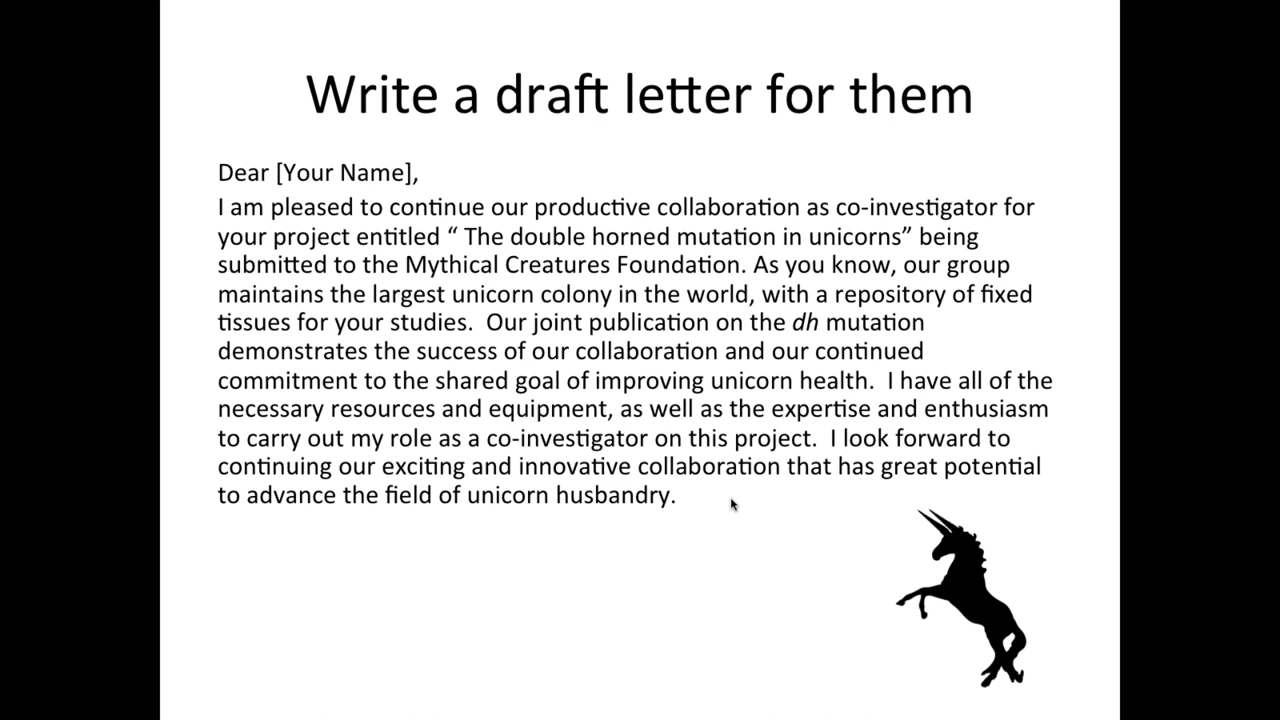 Write a draft letter for them
Dear [Your Name],
I am pleased to continue our productive collaboration as co-investigator for
your project entitled “ The double horned mutation in unicorns” being
submitted to the Mythical Creatures Foundation. As you know, our group
maintains the largest unicorn colony in the world, with a repository of fixed
tissues for your studies.  Our joint publication on the dh mutation
demonstrates the success of our collaboration and our continued
commitment to the shared goal of improving unicorn health.  I have all of the
necessary resources and equipment, as well as the expertise and enthusiasm
to carry out my role as a co-investigator on this project.  I look forward to
continuing our exciting and innovative collaboration that has great potential
to advance the field of unicorn husbandry.